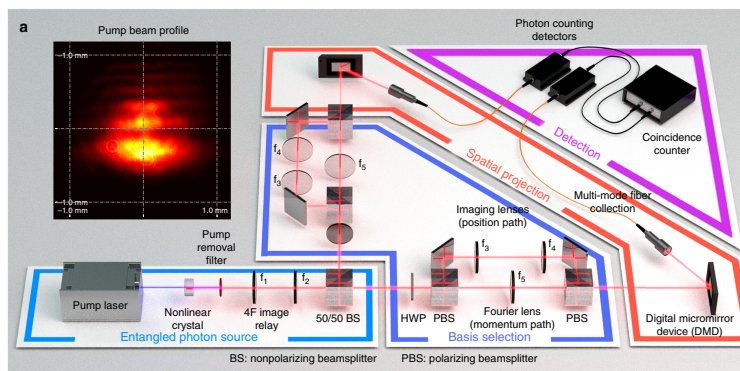 a
Pump beam profile
-1.0 mm
-1.0 mm
-1.0 mm
1.0 mm
Photon counting
detectors
Coincidence
counter
Detection
Spatial projection
Multi-mode fiber
collection
f4
f3
f5
Imaging lenses
(position path)
f3
f4
f5
Pump
removal
filter
f1
f2
Pump laser
Nonlinear
crystal
4F image
relay
50/50 BS
Entangled photon source
HWP
PBS
Fourier lens
(momentum path)
PBS
Basis selection
Digital micromirror
device (DMD)
BS: nonpolarizing beamsplitter
PBS: polarizing beamsplitter